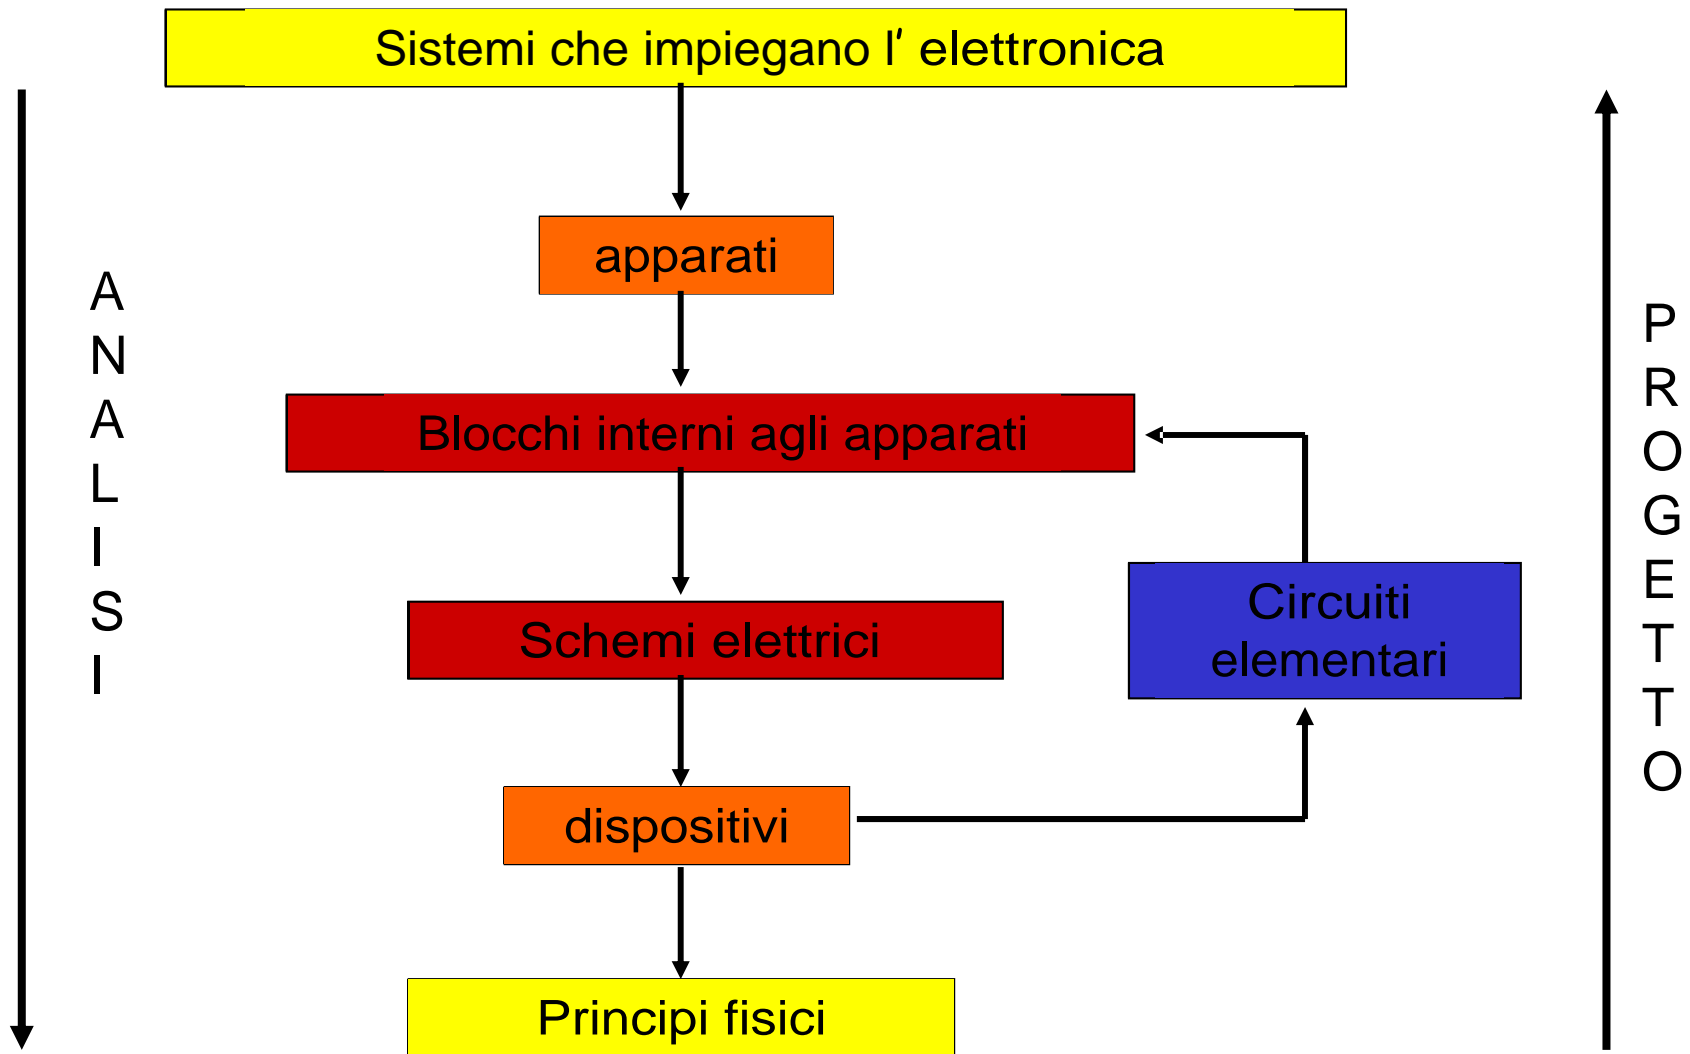 Sistemi che impiegano l' elettronica
apparati
Blocchi interni agli apparati
Schemi elettrici
Circuiti
elementari
dispositivi
Principi fisici
A
N
A
L
I
S
I
P
R
O
G
E
T
T
O